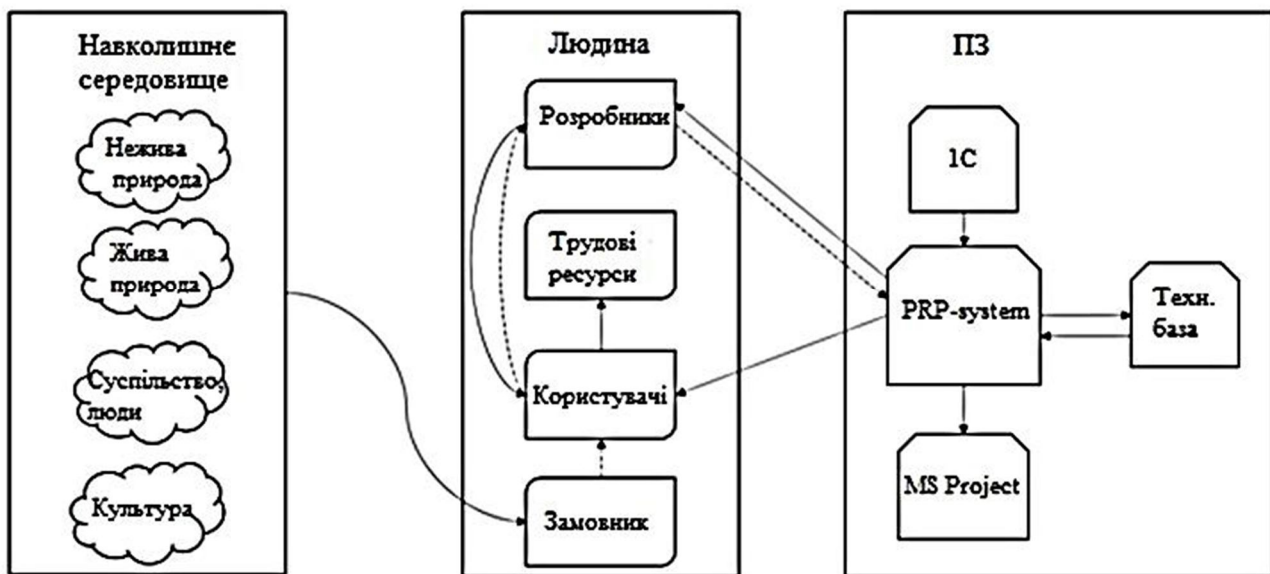 Навколишнє
середовище
Нежива
природа
Жива
природа
Суспільство,
люди
Культура
Людина
Розробники
Трудові
ресурси
Користувачі
Замовник
ПЗ
1С
PRP-system
Техн.
база
MS Project